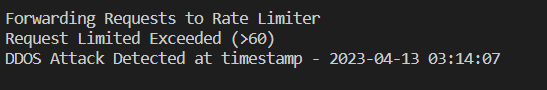 Forwarding Requests to Rate Limiter
Request Limited Exceeded (>60)
DDOS Attack Detected at timestamp - 2023-04-13 03:14:07